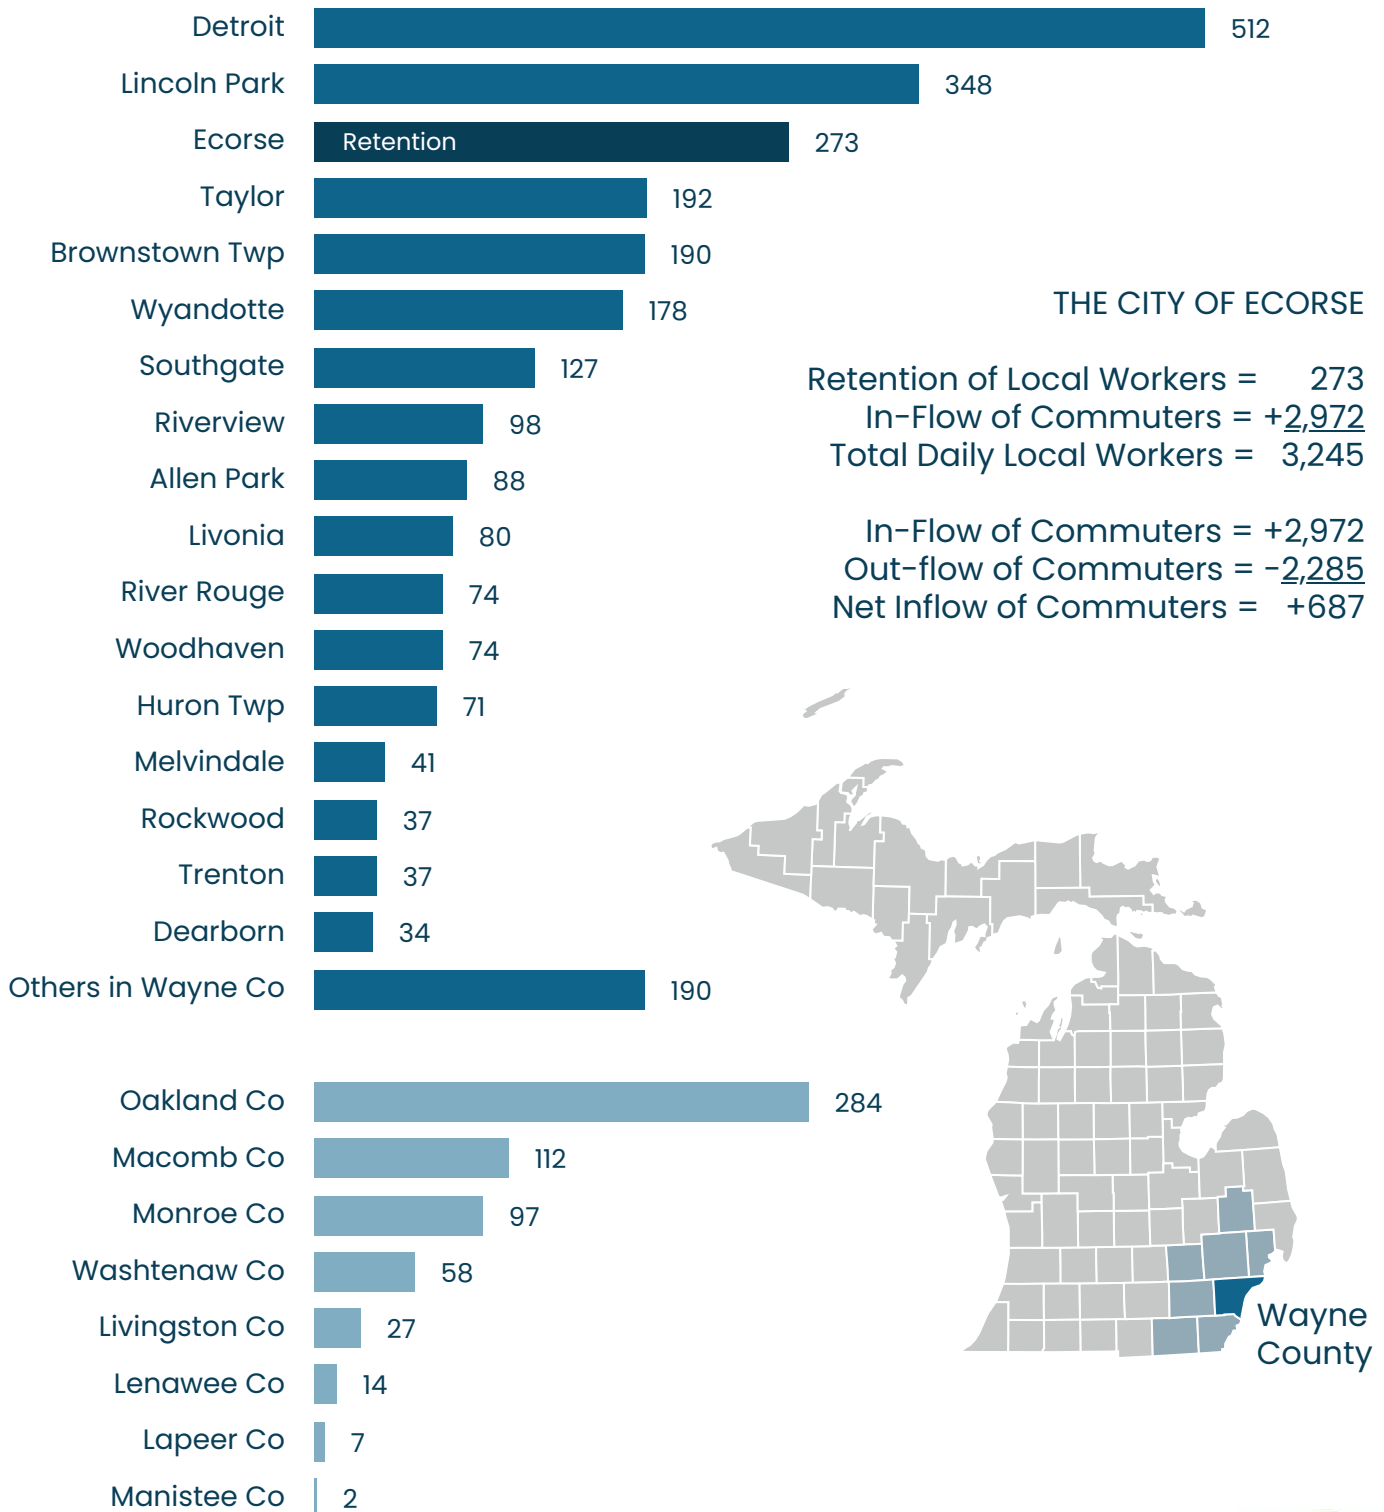 Detroit 512
Lincoln Park 348
Ecorse Retention 273
Taylor 192
Brownstown Twp 190
Wyandotte 178
Southgate 127
Riverview 98
Allen Park 88
Livonia 80
River Rouge 74
Woodhaven 74
Huron Twp 71
Melvindale 41
Rockwood 37
Trenton 37
Dearborn 34
Others in Wayne Co 190
Oakland Co 284
Macomb Co 112
Monroe Co 97
Washtenaw Co 58
Livingston Co 27
Lenawee Co 14
Lapeer Co 7
Manistee Co 2
THE CITY OF ECORSE
Retention of Local Workers = 273
In-Flow of Commuters = +2,972
Total Daily Local Workers = 3,245
In-Flow of Commuters = +2,972
Out-flow of Commuters = -2,285
Net Inflow of Commuters = +687
Wayne
County